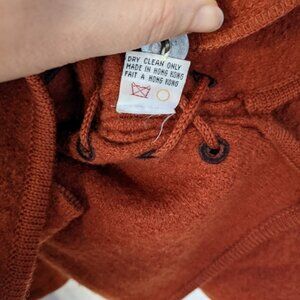 DRY CLEAN ONLY
MADE IN HONG KONG
FAIT A HONG KONG